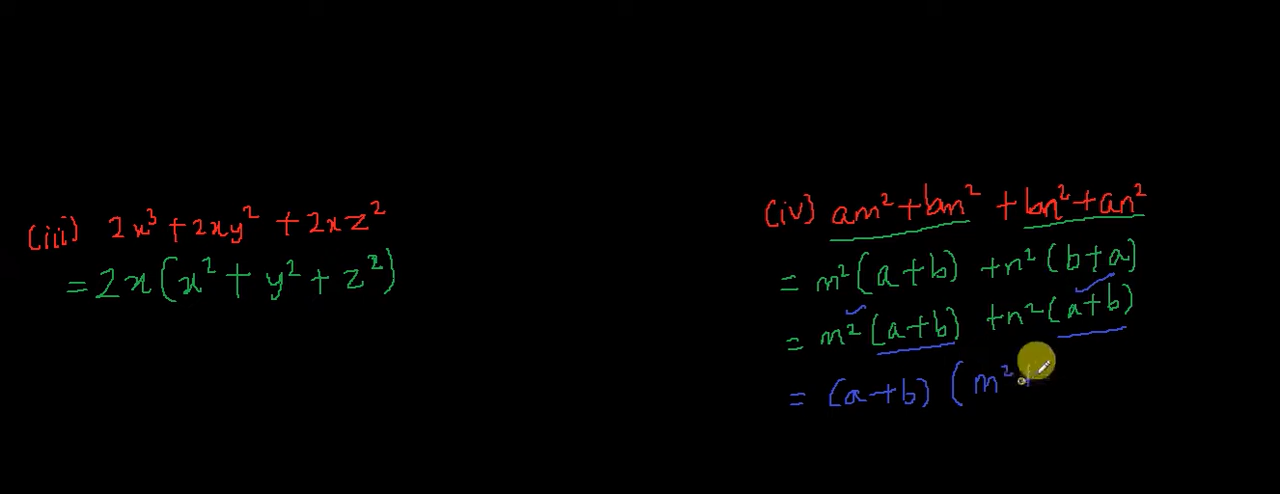 (iii) 2x³ + 2xy² + 2xz²
= 2x(x² + y² + z²)
(iv) am² + bm² + bn² + an²
= m²(a+b) + n²(b+a)
= m²(a+b) + n²(a+b)
= (a+b) (m² +